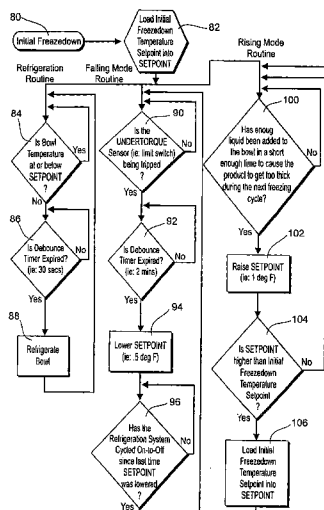 80
Initial Freezedown
Load Initial
Freezedown
Temperature
Setpoint into
SETPOINT
82
Refrigeration
Routine
Falling Mode
Routine
Rising Mode
Routine
84
Is Bowl
Temperature
at or below
SETPOINT
?
Yes
No
86
Is Debounce
Timer Expired?
(ie: 30 secs)
Yes
88
Refrigerate
Bowl
90
Is the
UNDERTORQUE
Sensor (ie: limit switch)
being tripped
?
No
Yes
92
Is Debounce
Timer Expired?
(ie: 2 mins)
Yes
94
Lower SETPOINT
(ie: .5 deg F)
96
Has the
Refrigeration System
Cycled On-to-Off
since last time
SETPOINT
was lowered
?
No
Yes
100
Has enoug
liquid been added to
the bowl in a short
enough time to cause the
product to get too thick
during the next freezing
cycle?
No
Yes
102
Raise SETPOINT
(ie: 1 deg F)
104
Is SETPOINT
higher than Initial
Freezedown
Temperature
Setpoint
?
No
Yes
106
Load Initial
Freezedown
Temperature
Setpoint into
SETPOINT